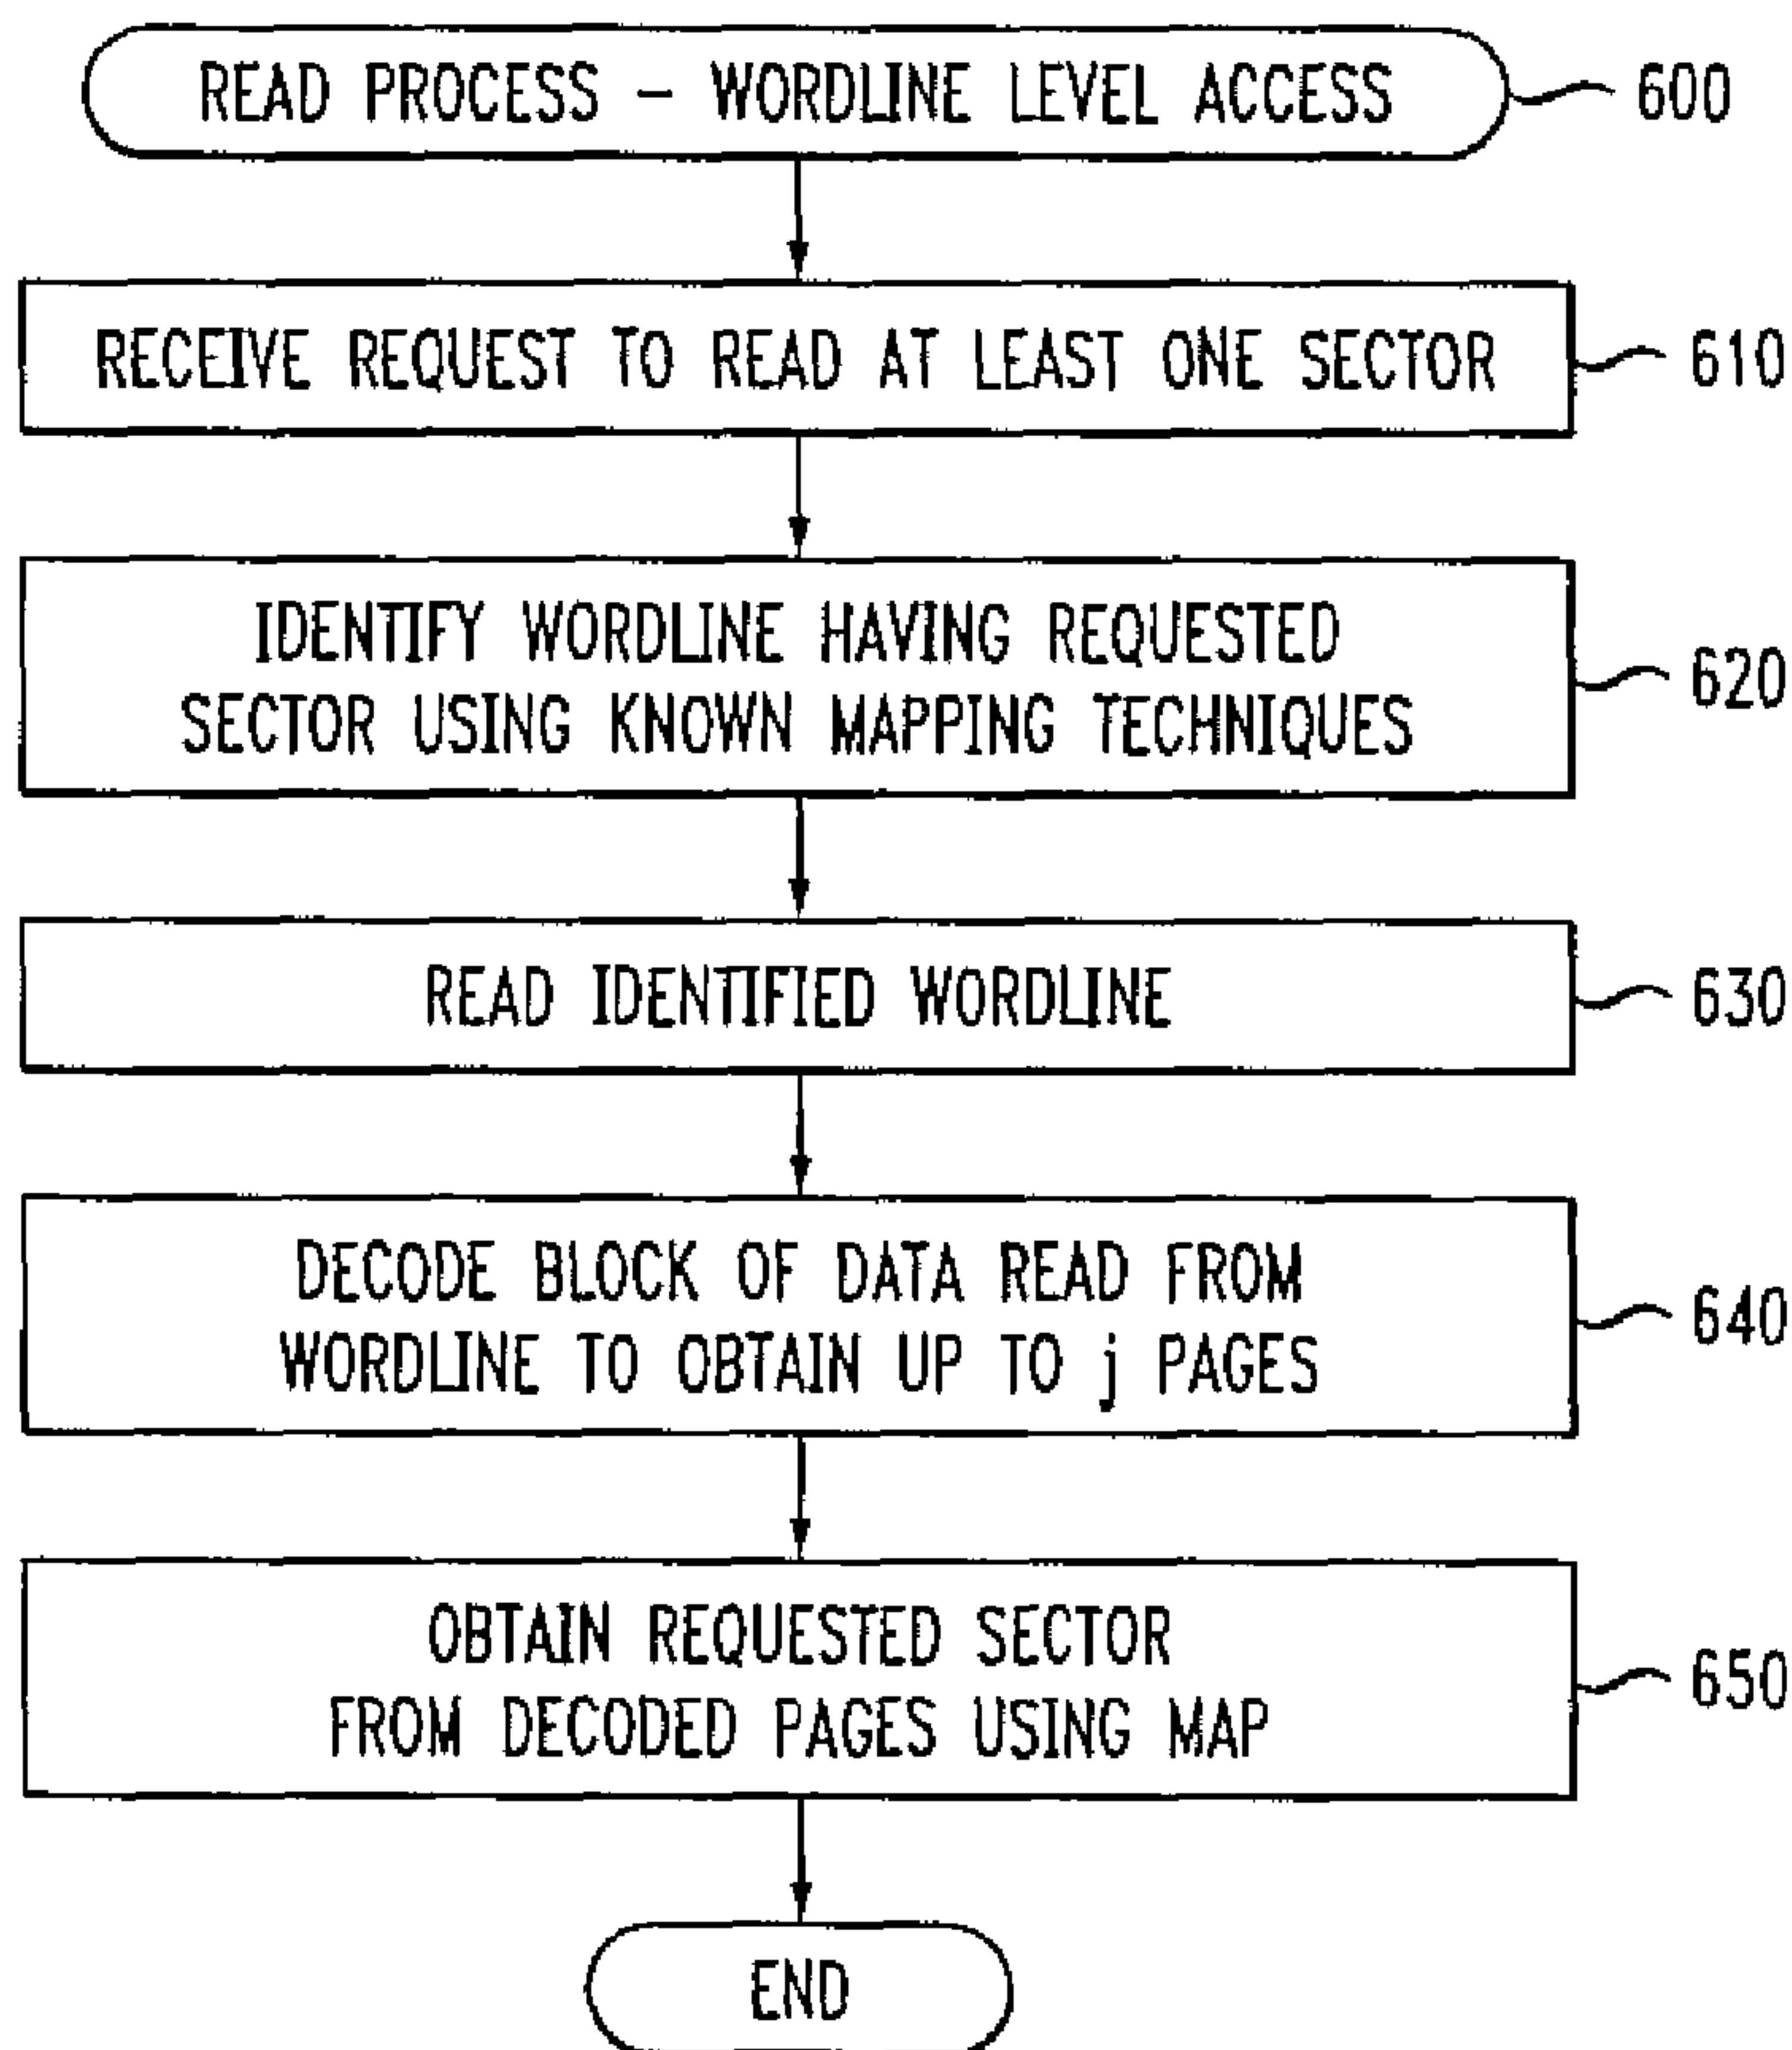 READ PROCESS - WORDLINE LEVEL ACCESS 600
RECEIVE REQUEST TO READ AT LEAST ONE SECTOR 610
IDENTIFY WORDLINE HAVING REQUESTED
SECTOR USING KNOWN MAPPING TECHNIQUES 620
READ IDENTIFIED WORDLINE 630
DECODE BLOCK OF DATA READ FROM
WORDLINE TO OBTAIN UP TO j PAGES 640
OBTAIN REQUESTED SECTOR
FROM DECODED PAGES USING MAP 650
END